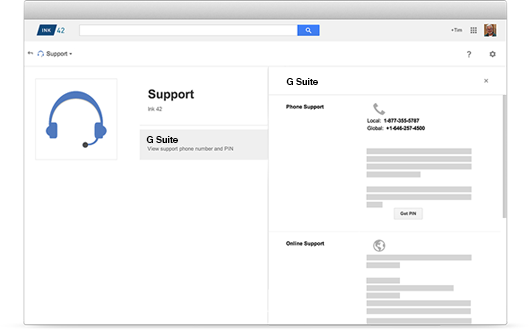 INK 42
+Tim
Support
?
Support
Ink 42
G Suite
View support phone number and PIN
G Suite
×
Phone Support
Local: 1-877-355-5787
Global: +1-646-257-4500
Get PIN
Online Support